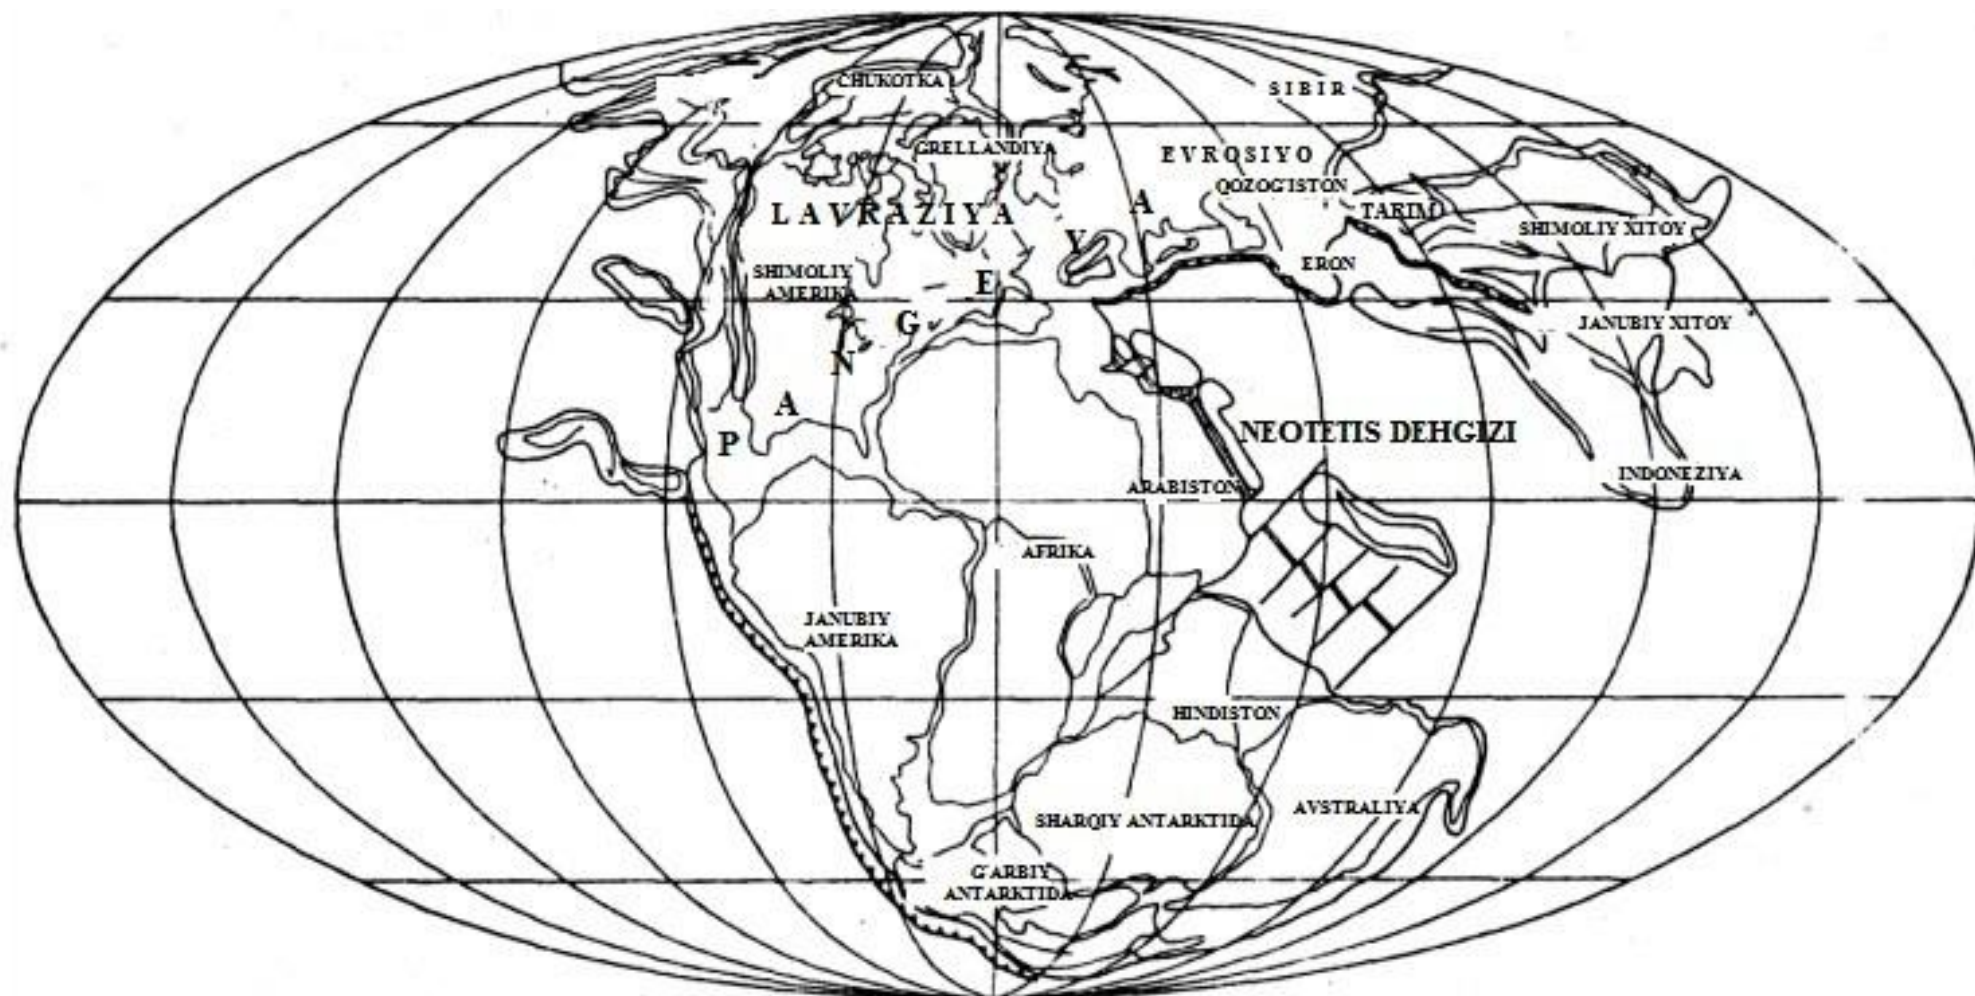 CHUKOTKA
SIBIR
GRELLANDIYA
EVROSIYO
QOZOG'ISTON
LAVRAZIYA
TARIM
SHIMOLIY XITOY
SHIMOLIY
AMERIKA
ERON
JANUBIY XITOY
PANGEYA
NEOTETIS DEHGIZI
INDONEZIYA
ARABISTON
AFRIKA
JANUBIY
AMERIKA
HINDISTON
AVSTRALIYA
SHARQIY ANTARKTIDA
G'ARBIY
ANTARKTIDA